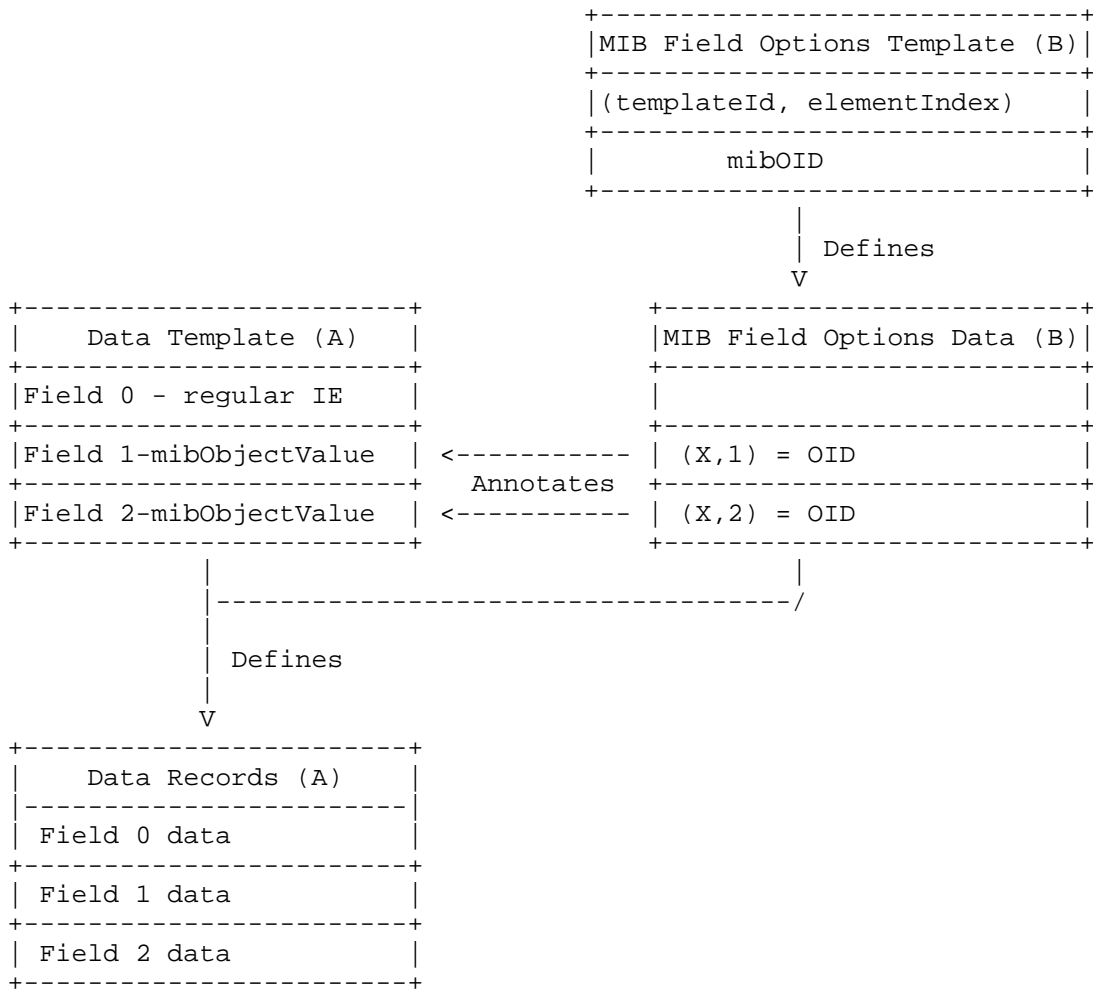 MIB Field Options Template (B)
(templateId, elementIndex)
mibOID
Defines
Data Template (A)
MIB Field Options Data (B)
Field 0 - regular IE
Field 1-mibObjectValue <----------- (X,1) = OID
Annotates
Field 2-mibObjectValue <----------- (X,2) = OID
Defines
V
Data Records (A)
Field 0 data
Field 1 data
Field 2 data